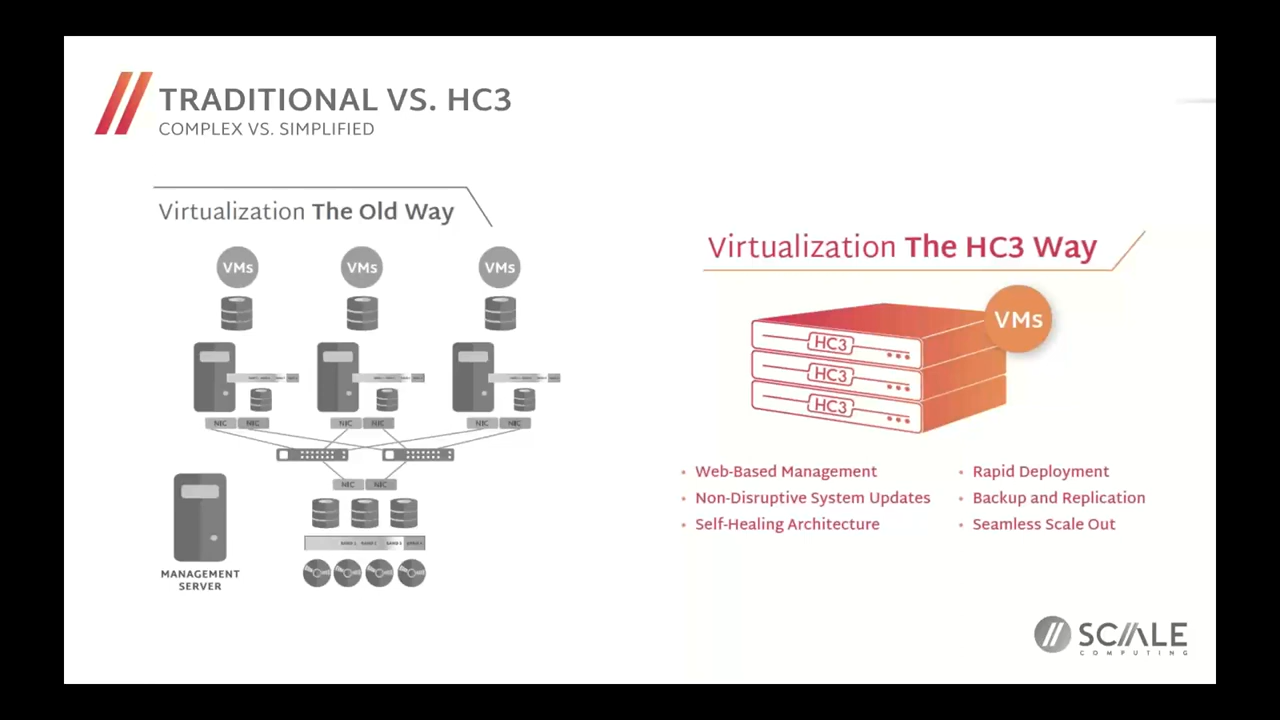 TRADITIONAL VS. HC3
COMPLEX VS. SIMPLIFIED
Virtualization The Old Way
VMs
VMs
VMs
NIC NIC
NIC NIC
NIC NIC
NIC NIC
MANAGEMENT
SERVER
Virtualization The HC3 Way
VMs
HC3
HC3
HC3
• Web-Based Management
• Non-Disruptive System Updates
• Self-Healing Architecture
• Rapid Deployment
• Backup and Replication
• Seamless Scale Out
SCALE
COMPUTING